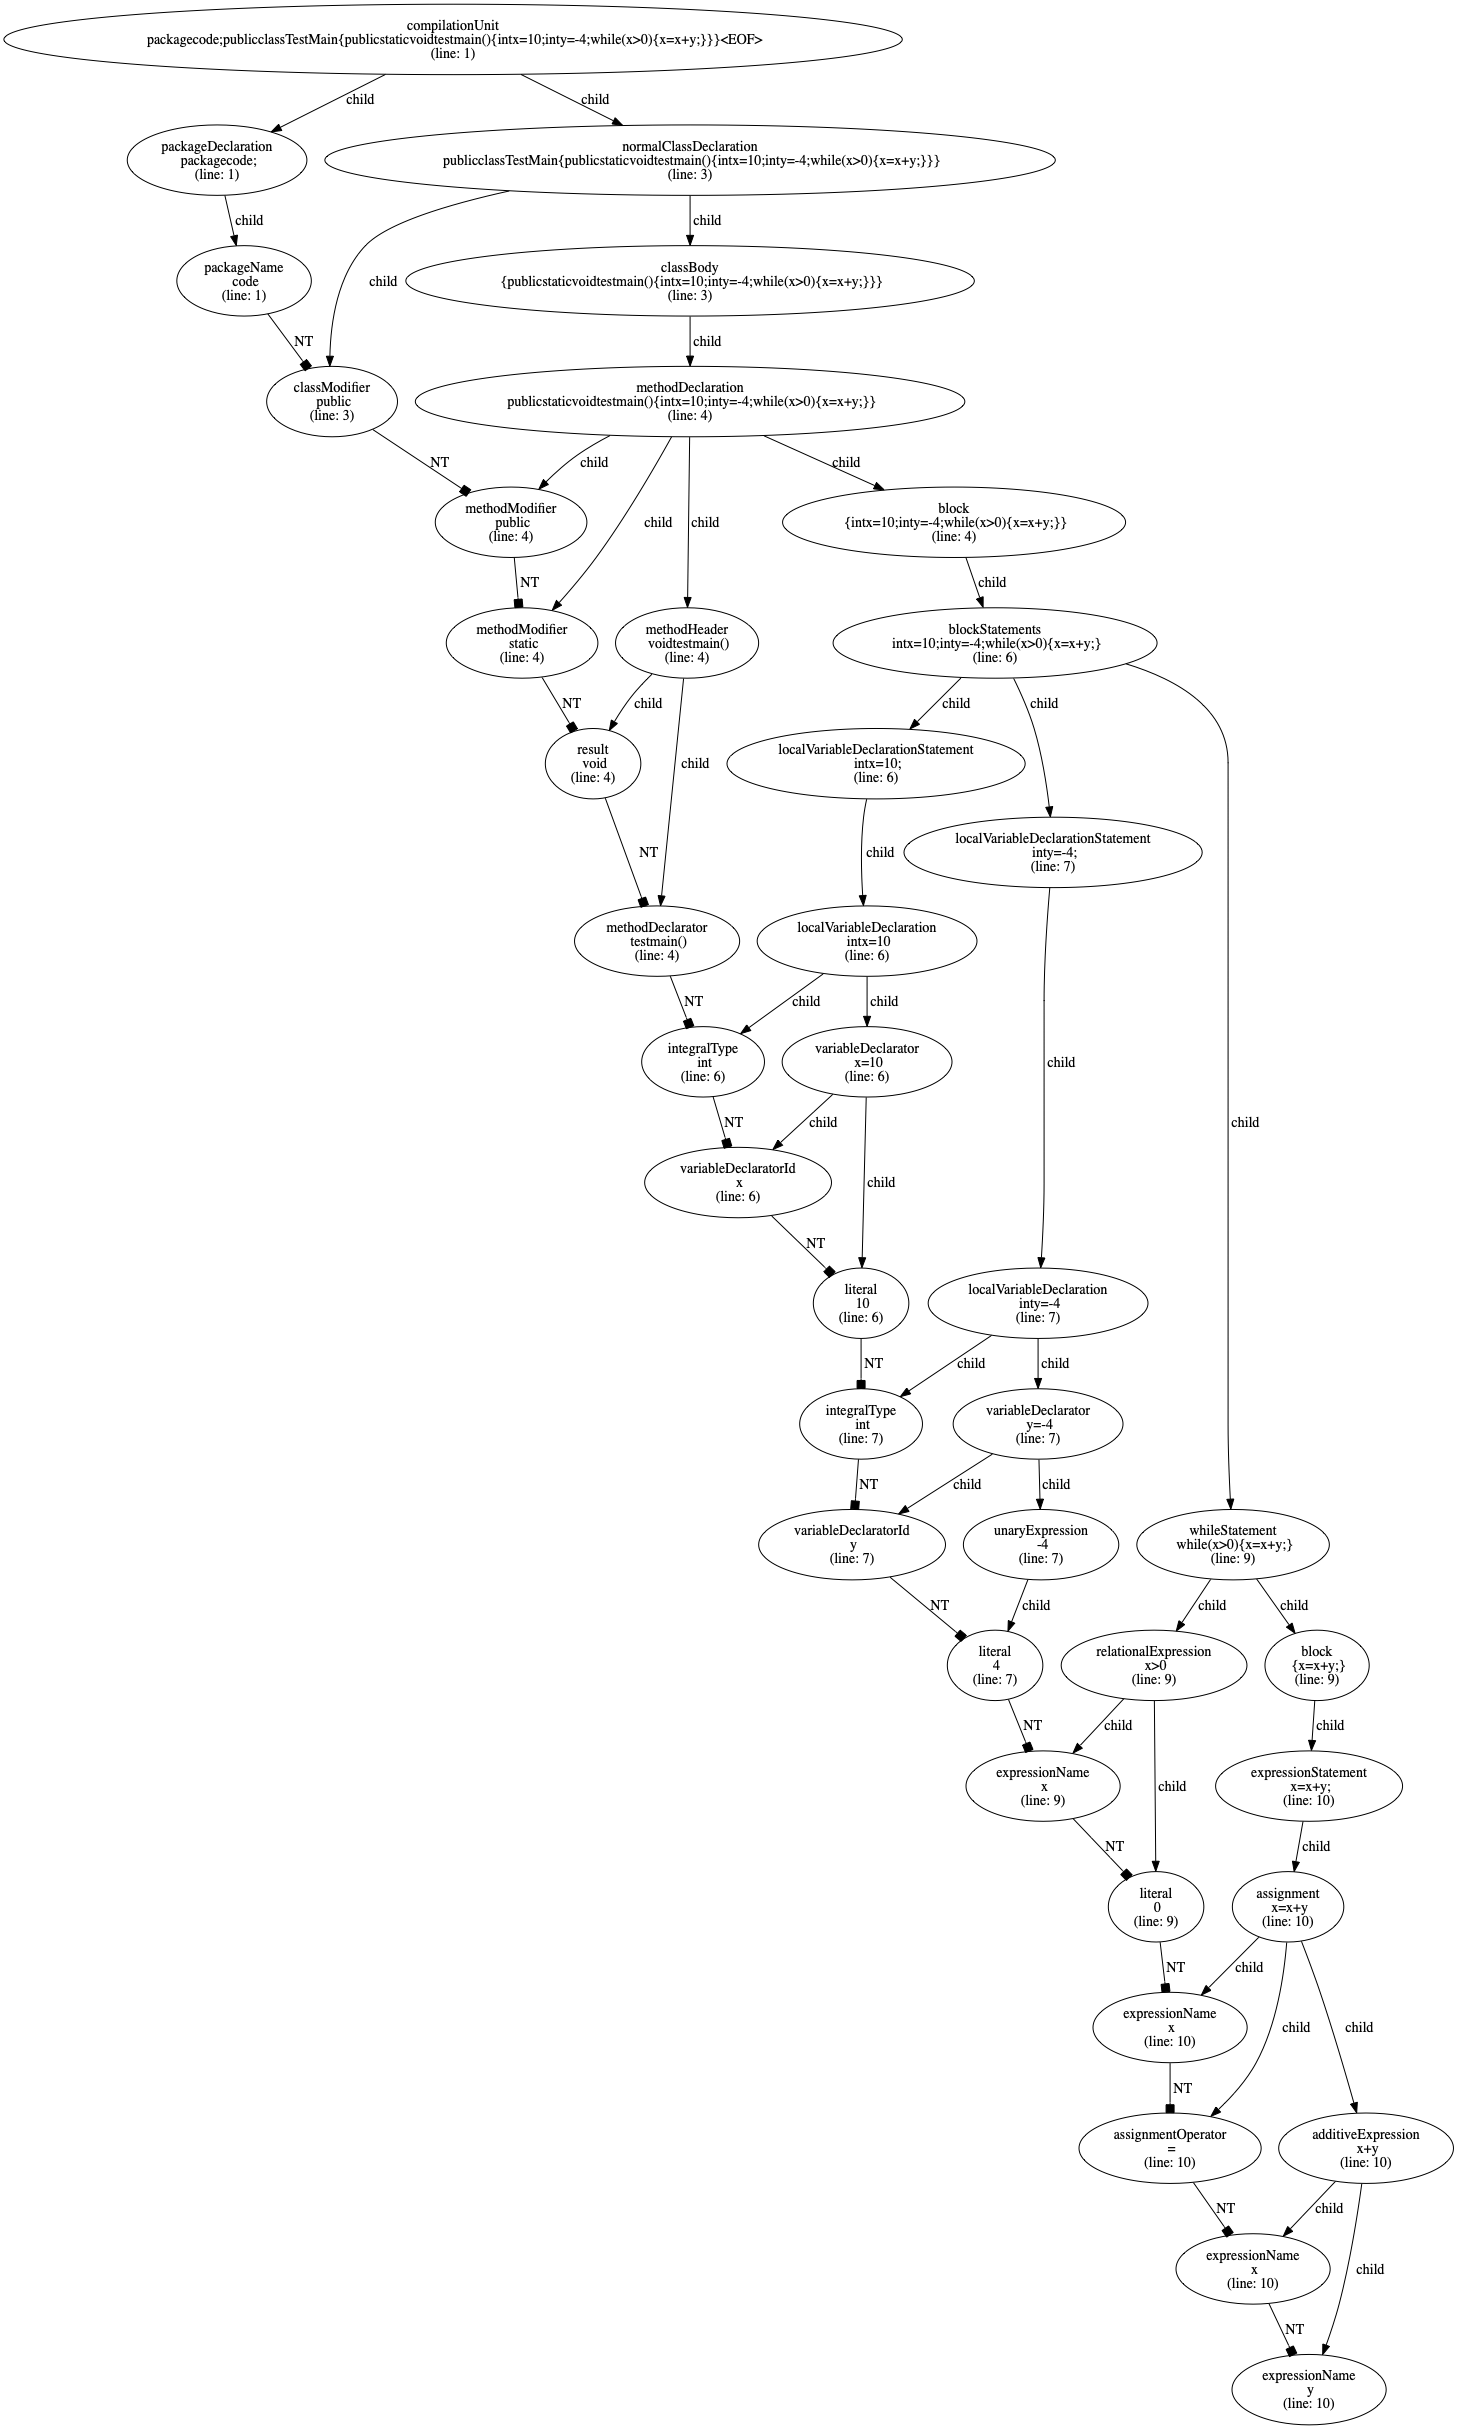 compilationUnit
packagecode;publicclassTestMain{publicstaticvoidtestmain(){intx=10;inty=-4;while(x>0){x=x+y;}}}<EOF>
(line: 1)
child
child
packageDeclaration
packagecode;
(line: 1)
normalClassDeclaration
publicclassTestMain{publicstaticvoidtestmain(){intx=10;inty=-4;while(x>0){x=x+y;}}}
(line: 3)
child
child
child
packageName
code
(line: 1)
classBody
{publicstaticvoidtestmain(){intx=10;inty=-4;while(x>0){x=x+y;}}}
(line: 3)
NT
child
classModifier
public
(line: 3)
methodDeclaration
publicstaticvoidtestmain(){intx=10;inty=-4;while(x>0){x=x+y;}}
(line: 4)
NT
child
child
child
child
methodModifier
public
(line: 4)
block
{intx=10;inty=-4;while(x>0){x=x+y;}}
(line: 4)
NT
child
methodModifier
static
(line: 4)
methodHeader
voidtestmain()
(line: 4)
blockStatements
intx=10;inty=-4;while(x>0){x=x+y;}
(line: 6)
NT
child
child
child
child
result
void
(line: 4)
localVariableDeclarationStatement
intx=10;
(line: 6)
NT
child
localVariableDeclarationStatement
inty=-4;
(line: 7)
methodDeclarator
testmain()
(line: 4)
localVariableDeclaration
intx=10
(line: 6)
NT
child
child
integralType
int
(line: 6)
variableDeclarator
x=10
(line: 6)
child
NT
child
child
child
variableDeclaratorId
x
(line: 6)
NT
child
literal
10
(line: 6)
localVariableDeclaration
inty=-4
(line: 7)
NT
child
child
integralType
int
(line: 7)
variableDeclarator
y=-4
(line: 7)
NT
child
child
variableDeclaratorId
y
(line: 7)
unaryExpression
-4
(line: 7)
whileStatement
while(x>0){x=x+y;}
(line: 9)
NT
child
child
child
literal
4
(line: 7)
relationalExpression
x>0
(line: 9)
block
{x=x+y;}
(line: 9)
NT
child
child
expressionName
x
(line: 9)
child
expressionStatement
x=x+y;
(line: 10)
NT
child
literal
0
(line: 9)
assignment
x=x+y
(line: 10)
NT
child
child
child
expressionName
x
(line: 10)
NT
assignmentOperator
=
(line: 10)
additiveExpression
x+y
(line: 10)
NT
child
child
expressionName
x
(line: 10)
NT
expressionName
y
(line: 10)